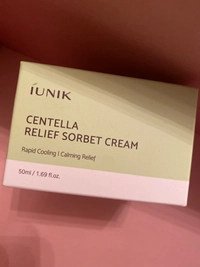 iUNIK
CENTELLA
RELIEF SORBET CREAM
Rapid Cooling I Calming Relief
50ml / 1.69 fl.oz.